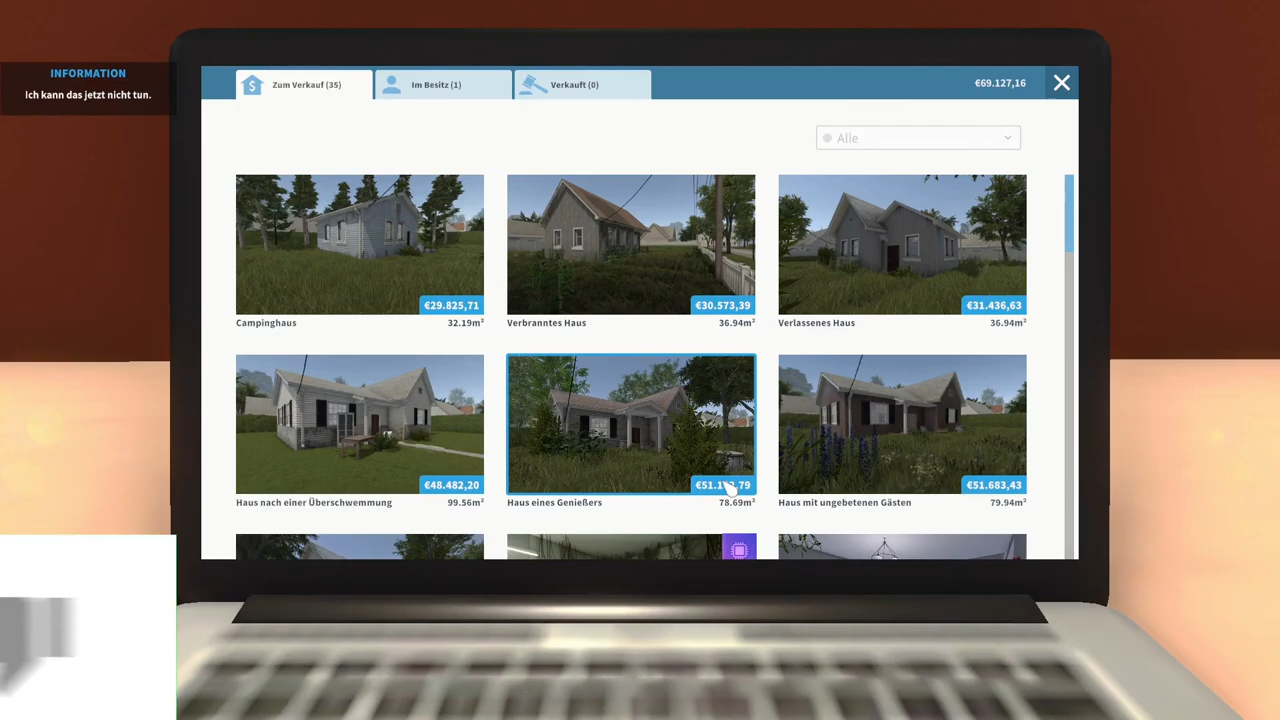 INFORMATION
Ich kann das jetzt nicht tun.
Zum Verkauf (35)
Im Besitz (1)
Verkauft (0)
€69.127,16
Alle
€29.825,71
Campinghaus 32.19m²
€30.573,39
Verbranntes Haus 36.94m²
€31.436,63
Verlassenes Haus 36.94m²
€48.482,20
Haus nach einer Überschwemmung 99.56m²
Haus eines Genießers 78.69m²
€51.683,43
Haus mit ungebetenen Gästen 79.94m²